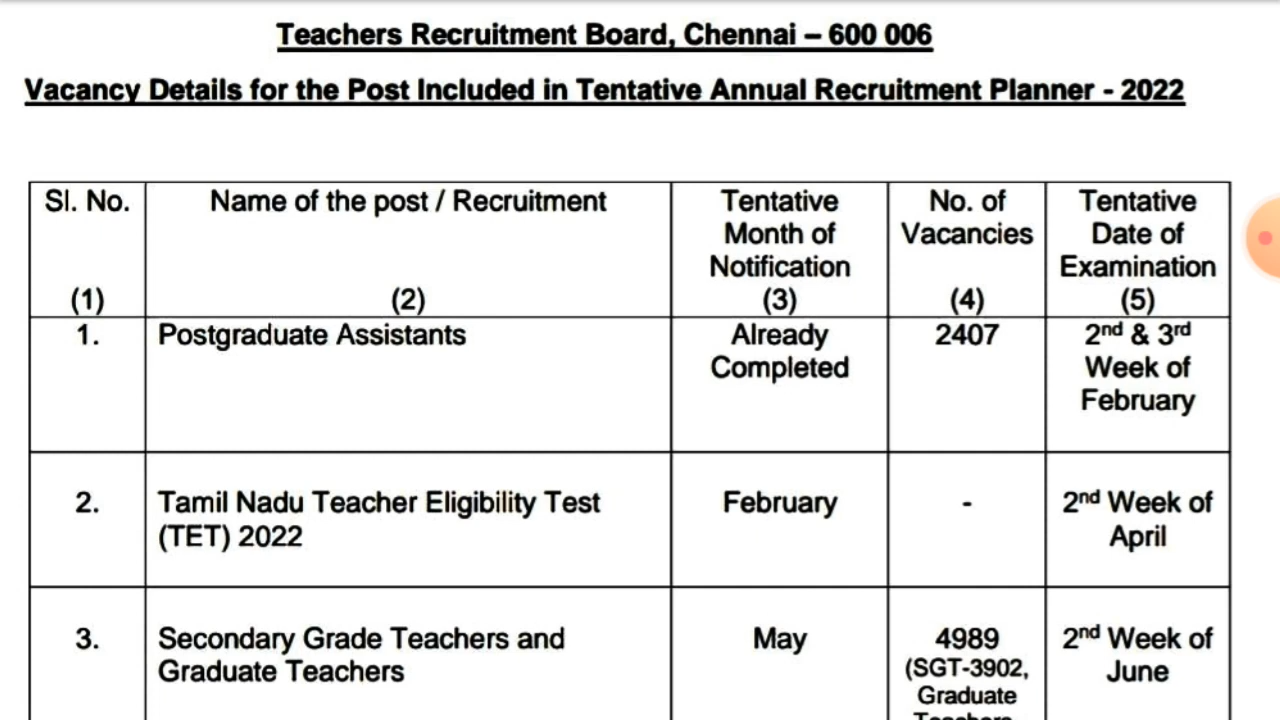 Teachers Recruitment Board, Chennai – 600 006
Vacancy Details for the Post Included in Tentative Annual Recruitment Planner - 2022
Sl. No.
(1)
Name of the post / Recruitment
(2)
Tentative
Month of
Notification
(3)
No. of
Vacancies
(4)
Tentative
Date of
Examination
(5)
1.
Postgraduate Assistants
Already
Completed
2407
2nd & 3rd
Week of
February
2.
Tamil Nadu Teacher Eligibility Test
(TET) 2022
February
-
2nd Week of
April
3.
Secondary Grade Teachers and
Graduate Teachers
May
4989
(SGT-3902,
Graduate
Teachers
2nd Week of
June